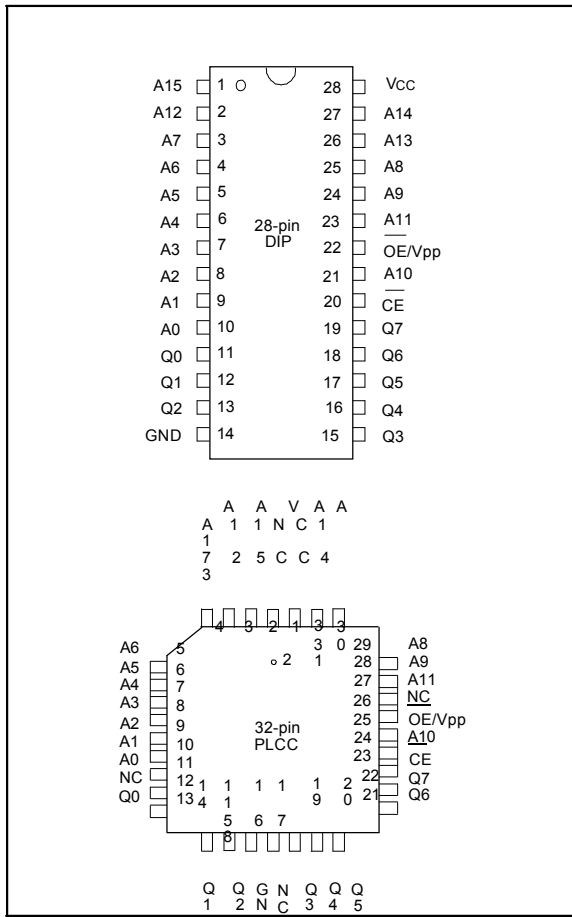 A15 1 28 VCC
A12 2 27 A14
A7 3 26 A13
A6 4 25 A8
A5 5 24 A9
A4 6 23 A11
28-pin
DIP
A3 7 22 OE/Vpp
A2 8 21 A10
A1 9 20 CE
A0 10 19 Q7
Q0 11 18 Q6
Q1 12 17 Q5
Q2 13 16 Q4
GND 14 15 Q3
A A V A A
A 1 1 N C 1
1
7 2 5 C C 4
3
4 3 2 1 3 3
3 0
2 1
A6 5 29 A8
A5 6 28 A9
A4 7 27 A11
A3 8 26 NC
A2 9 25 OE/Vpp
32-pin
PLCC
A1 10 24 A10
A0 11 23 CE
NC 12 22 Q7
Q0 13 21 Q6
1 1 1 1 1 2
4 1 9 0
5 6 7
8
Q Q G N Q Q Q
1 2 N C 3 4 5